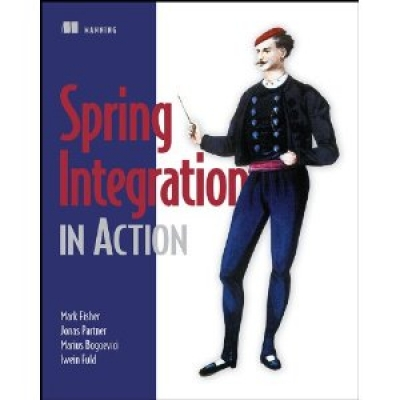 MANNING
Spring
Integration
IN ACTION
Mark Fisher
Jonas Partner
Marius Bogoevici
Iwein Fuld